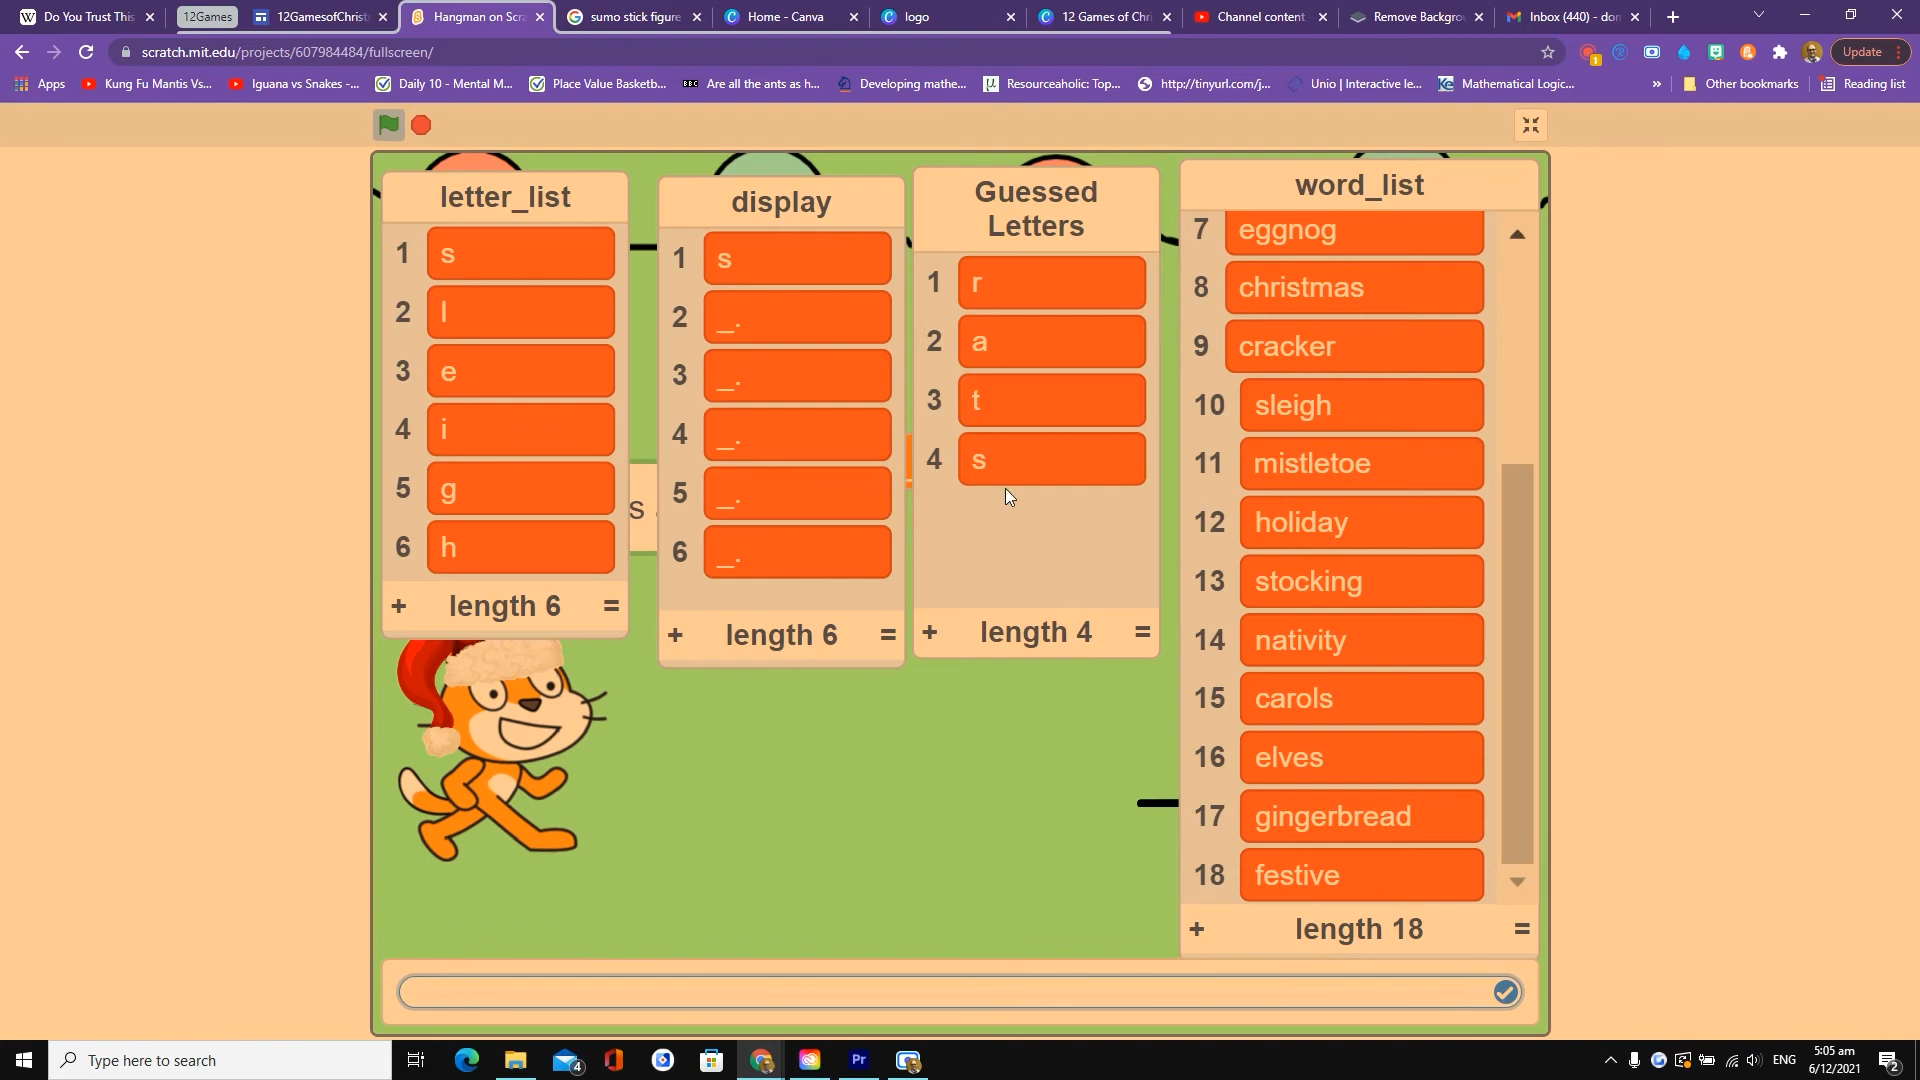 Do You Trust This
12Games
12GamesofChrist
Hangman on Scra
sumo stick figure
Home - Canva
logo
12 Games of Chri
Channel content
Remove Backgrou
Inbox (440) - don
scratch.mit.edu/projects/607984484/fullscreen/
Update
Apps
Kung Fu Mantis Vs...
Iguana vs Snakes -...
Daily 10 - Mental M...
Place Value Basketb...
BBC
Are all the ants as h...
Developing mathe...
Resourceaholic: Top...
http://tinyurl.com/j...
Unio | Interactive le...
Mathematical Logic...
»
Other bookmarks
Reading list
letter_list
1 s
2 l
3 e
4 i
5 g
6 h
+ length 6 =
display
1 s
2 _.
3 _.
4 _.
5 _.
6 _.
+ length 6 =
Guessed
Letters
1 r
2 a
3 t
4 s
+ length 4 =
word_list
7 eggnog
8 christmas
9 cracker
10 sleigh
11 mistletoe
12 holiday
13 stocking
14 nativity
15 carols
16 elves
17 gingerbread
18 festive
+ length 18 =
Type here to search
4
Pr
ENG
5:05 am
6/12/2021
2